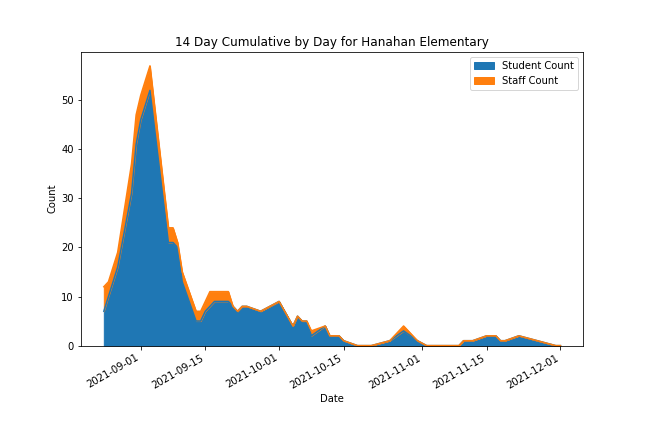 14 Day Cumulative by Day for Hanahan Elementary
Student Count
Staff Count
50
40
30
20
10
0
Count
2021-09-01
2021-09-15
2021-10-01
2021-10-15
2021-11-01
2021-11-15
2021-12-01
Date